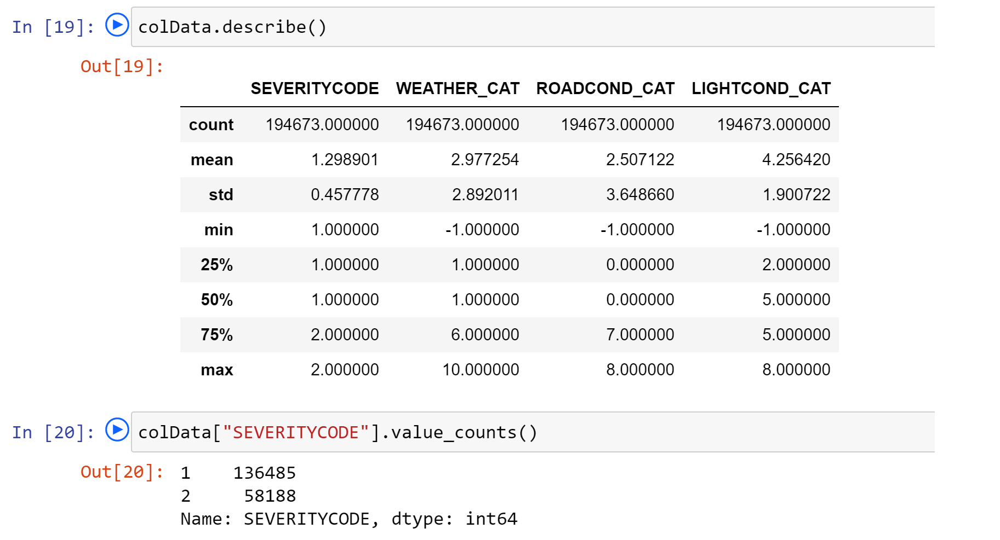 In [19]: colData.describe()
Out[19]:
SEVERITYCODE WEATHER_CAT ROADCOND_CAT LIGHTCOND_CAT
count 194673.000000 194673.000000 194673.000000 194673.000000
mean 1.298901 2.977254 2.507122 4.256420
std 0.457778 2.892011 3.648660 1.900722
min 1.000000 -1.000000 -1.000000 -1.000000
25% 1.000000 1.000000 0.000000 2.000000
50% 1.000000 1.000000 0.000000 5.000000
75% 2.000000 6.000000 7.000000 5.000000
max 2.000000 10.000000 8.000000 8.000000
In [20]: colData["SEVERITYCODE"].value_counts()
Out[20]: 1 136485
2 58188
Name: SEVERITYCODE, dtype: int64